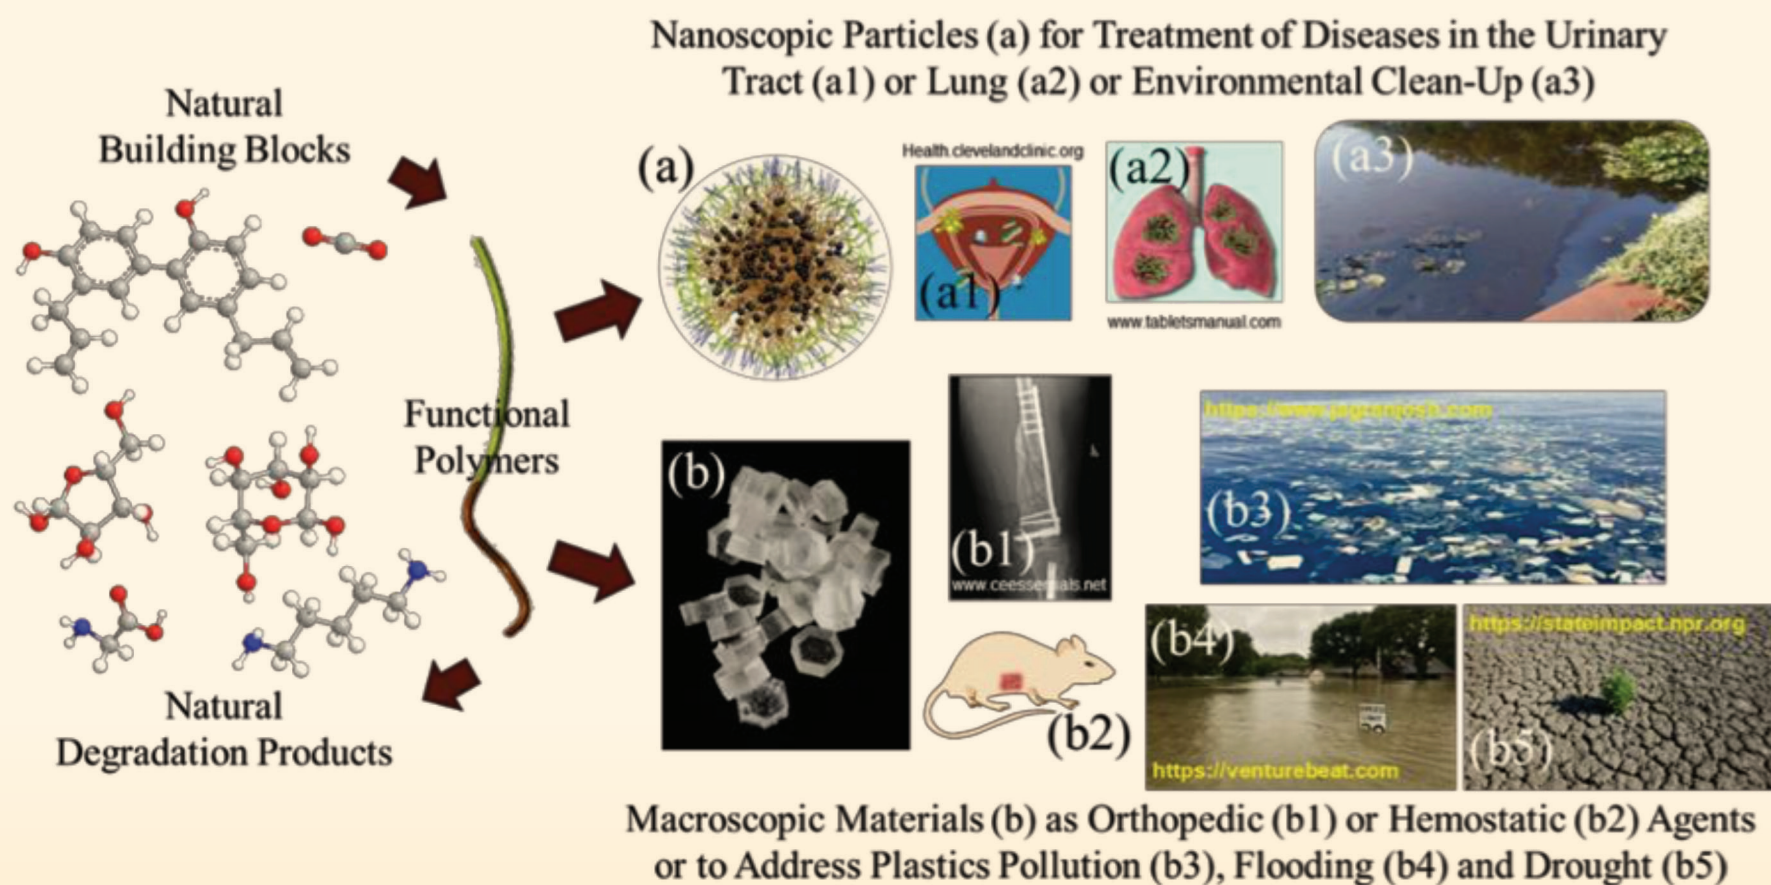 Nanoscopic Particles (a) for Treatment of Diseases in the Urinary
Tract (a1) or Lung (a2) or Environmental Clean-Up (a3)
Natural
Building Blocks
(a)
Health.clevelandclinic.org
(a1)
(a2)
www.tabletsmanual.com
(a3)
Functional
Polymers
(b)
(b1)
www.ceessentials.net
https://www.jagranjosh.com
(b3)
(b2)
(b4)
https://venturebeat.com
https://stateimpact.npr.org
(b5)
Natural
Degradation Products
Macroscopic Materials (b) as Orthopedic (b1) or Hemostatic (b2) Agents
or to Address Plastics Pollution (b3), Flooding (b4) and Drought (b5)